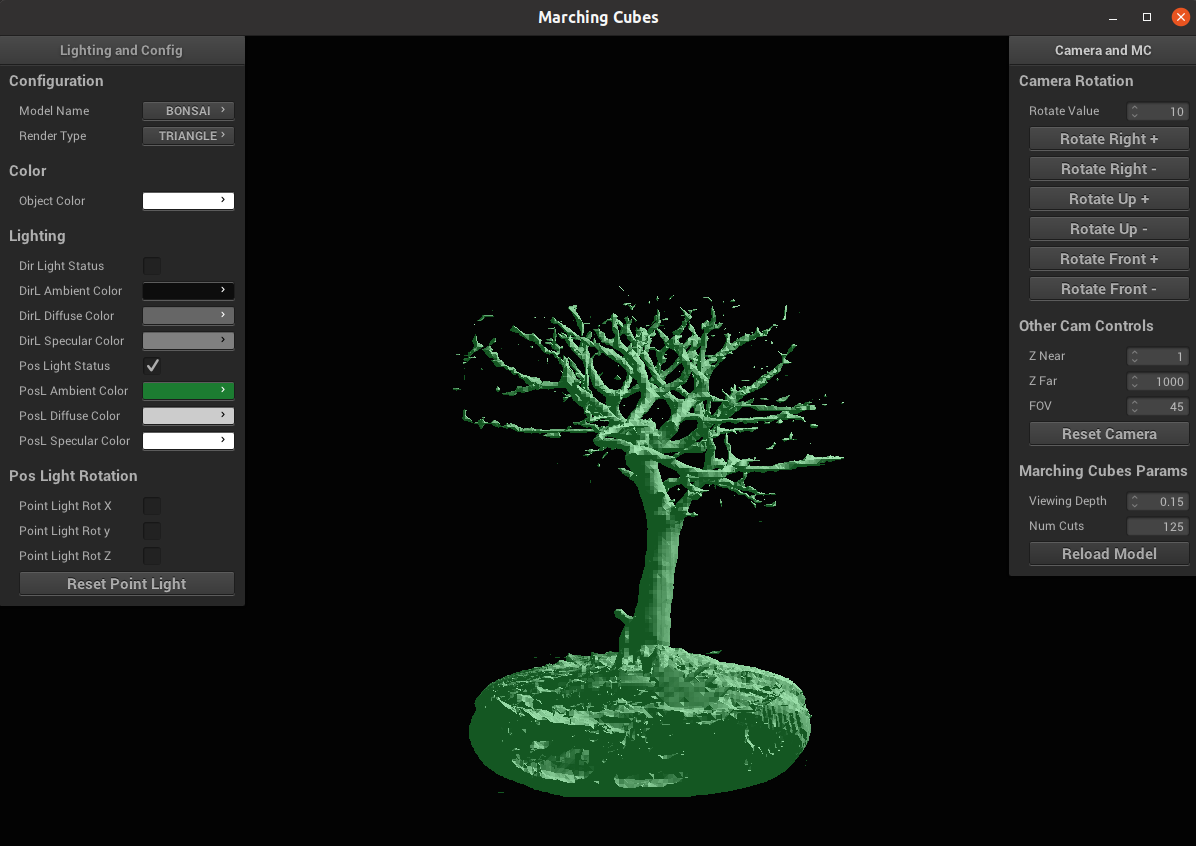 Marching Cubes
Lighting and Config
Configuration
Model Name BONSAI
Render Type TRIANGLE
Color
Object Color
Lighting
Dir Light Status
DirL Ambient Color
DirL Diffuse Color
DirL Specular Color
Pos Light Status
PosL Ambient Color
PosL Diffuse Color
PosL Specular Color
Pos Light Rotation
Point Light Rot X
Point Light Rot y
Point Light Rot Z
Reset Point Light
Camera and MC
Camera Rotation
Rotate Value 10
Rotate Right +
Rotate Right -
Rotate Up +
Rotate Up -
Rotate Front +
Rotate Front -
Other Cam Controls
Z Near 1
Z Far 1000
FOV 45
Reset Camera
Marching Cubes Params
Viewing Depth 0.15
Num Cuts 125
Reload Model